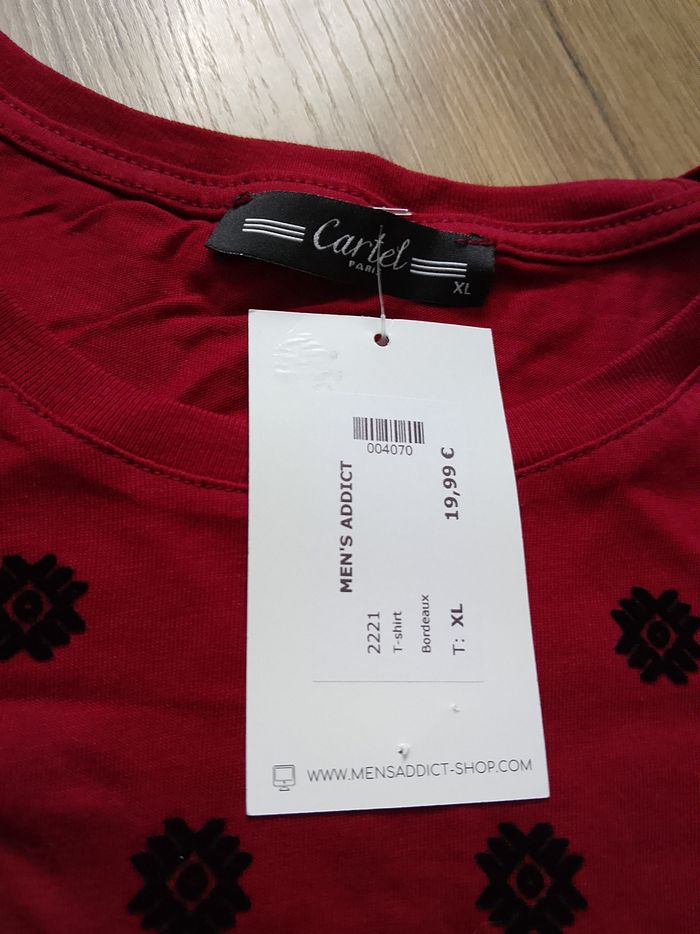 Cartel
PARIS
XL
004070
MEN'S ADDICT
19,99 €
2221
T-shirt
Bordeaux
T: XL
WWW.MENSADDICT-SHOP.COM